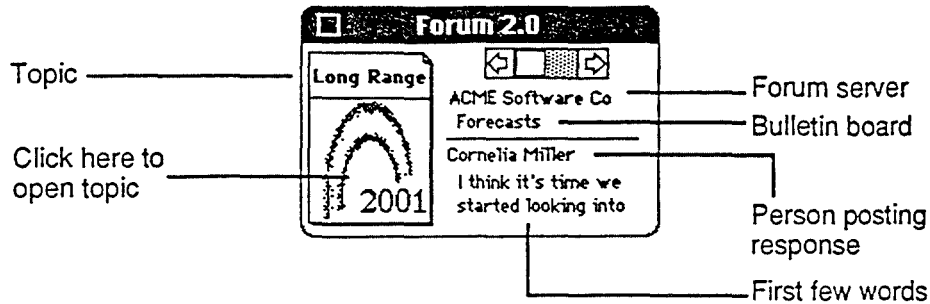 Forum 2.0
Topic
Long Range
Click here to
open topic
2001
ACME Software Co
Forecasts
Cornelia Miller
I think it's time we
started looking into
Forum server
Bulletin board
Person posting
response
First few words